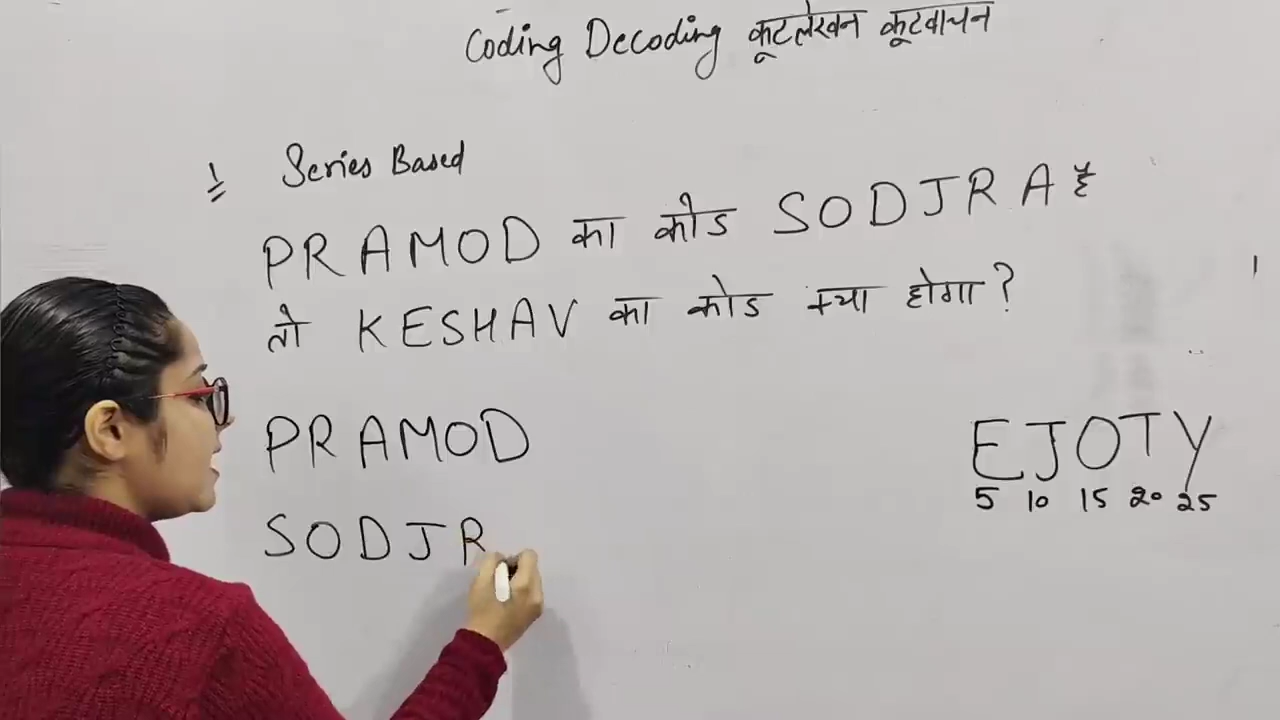 Coding Decoding कूटलेखन कूटवाचन
1 Series Based
PRAMOD का कोड SODJRA है
तो KESHAV का कोड क्या होगा ?
PRAMOD
SODJR
EJOTY
5 10 15 20 25